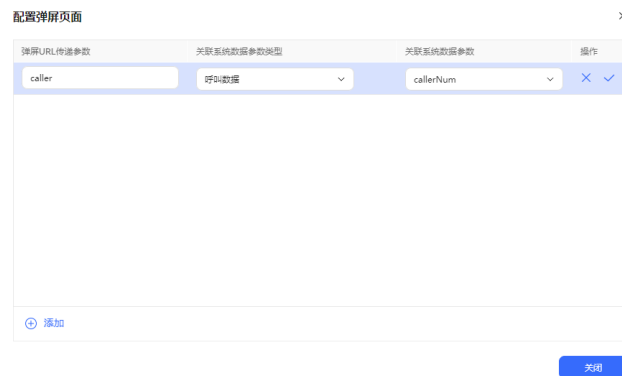 配置弹屏页面
弹屏URL传递参数 关联系统数据参数类型 关联系统数据参数 操作
caller 呼叫数据 callerNum
添加
关闭